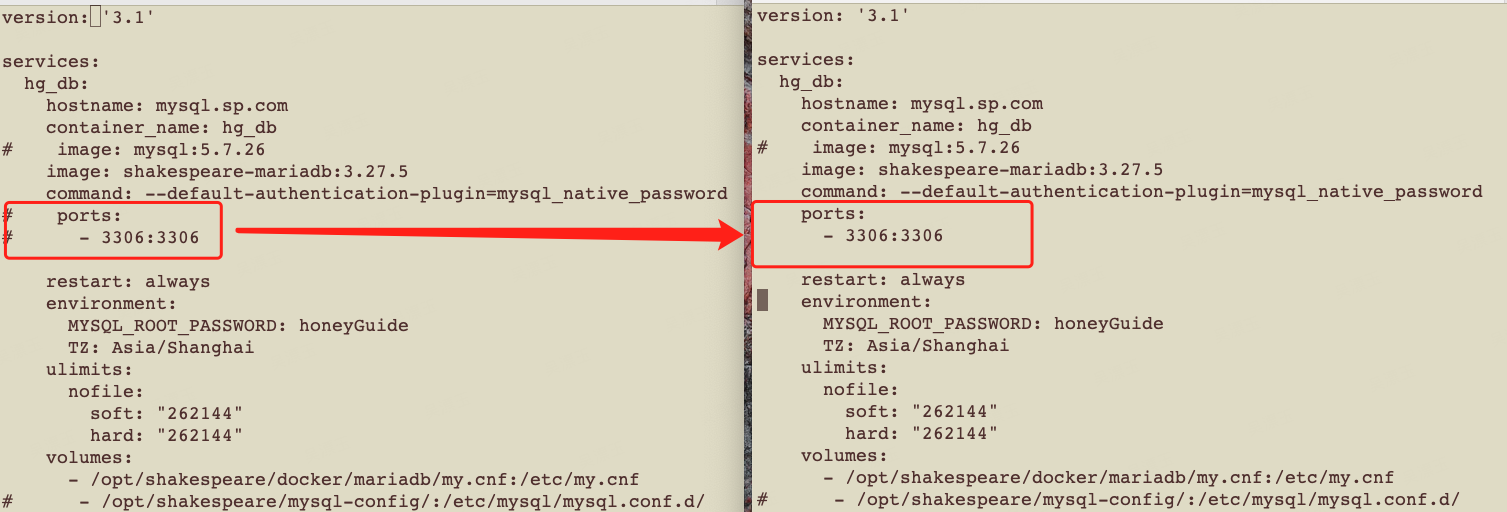 version: '3.1'
services:
  hg_db:
    hostname: mysql.sp.com
    container_name: hg_db
#    image: mysql:5.7.26
    image: shakespeare-mariadb:3.27.5
    command: --default-authentication-plugin=mysql_native_password
#    ports:
#      - 3306:3306
    restart: always
    environment:
      MYSQL_ROOT_PASSWORD: honeyGuide
      TZ: Asia/Shanghai
    ulimits:
      nofile:
        soft: "262144"
        hard: "262144"
    volumes:
      - /opt/shakespeare/docker/mariadb/my.cnf:/etc/my.cnf
#      - /opt/shakespeare/mysql-config/:/etc/mysql/mysql.conf.d/
version: '3.1'
services:
  hg_db:
    hostname: mysql.sp.com
    container_name: hg_db
#    image: mysql:5.7.26
    image: shakespeare-mariadb:3.27.5
    command: --default-authentication-plugin=mysql_native_password
    ports:
      - 3306:3306
    restart: always
    environment:
      MYSQL_ROOT_PASSWORD: honeyGuide
      TZ: Asia/Shanghai
    ulimits:
      nofile:
        soft: "262144"
        hard: "262144"
    volumes:
      - /opt/shakespeare/docker/mariadb/my.cnf:/etc/my.cnf
#      - /opt/shakespeare/mysql-config/:/etc/mysql/mysql.conf.d/